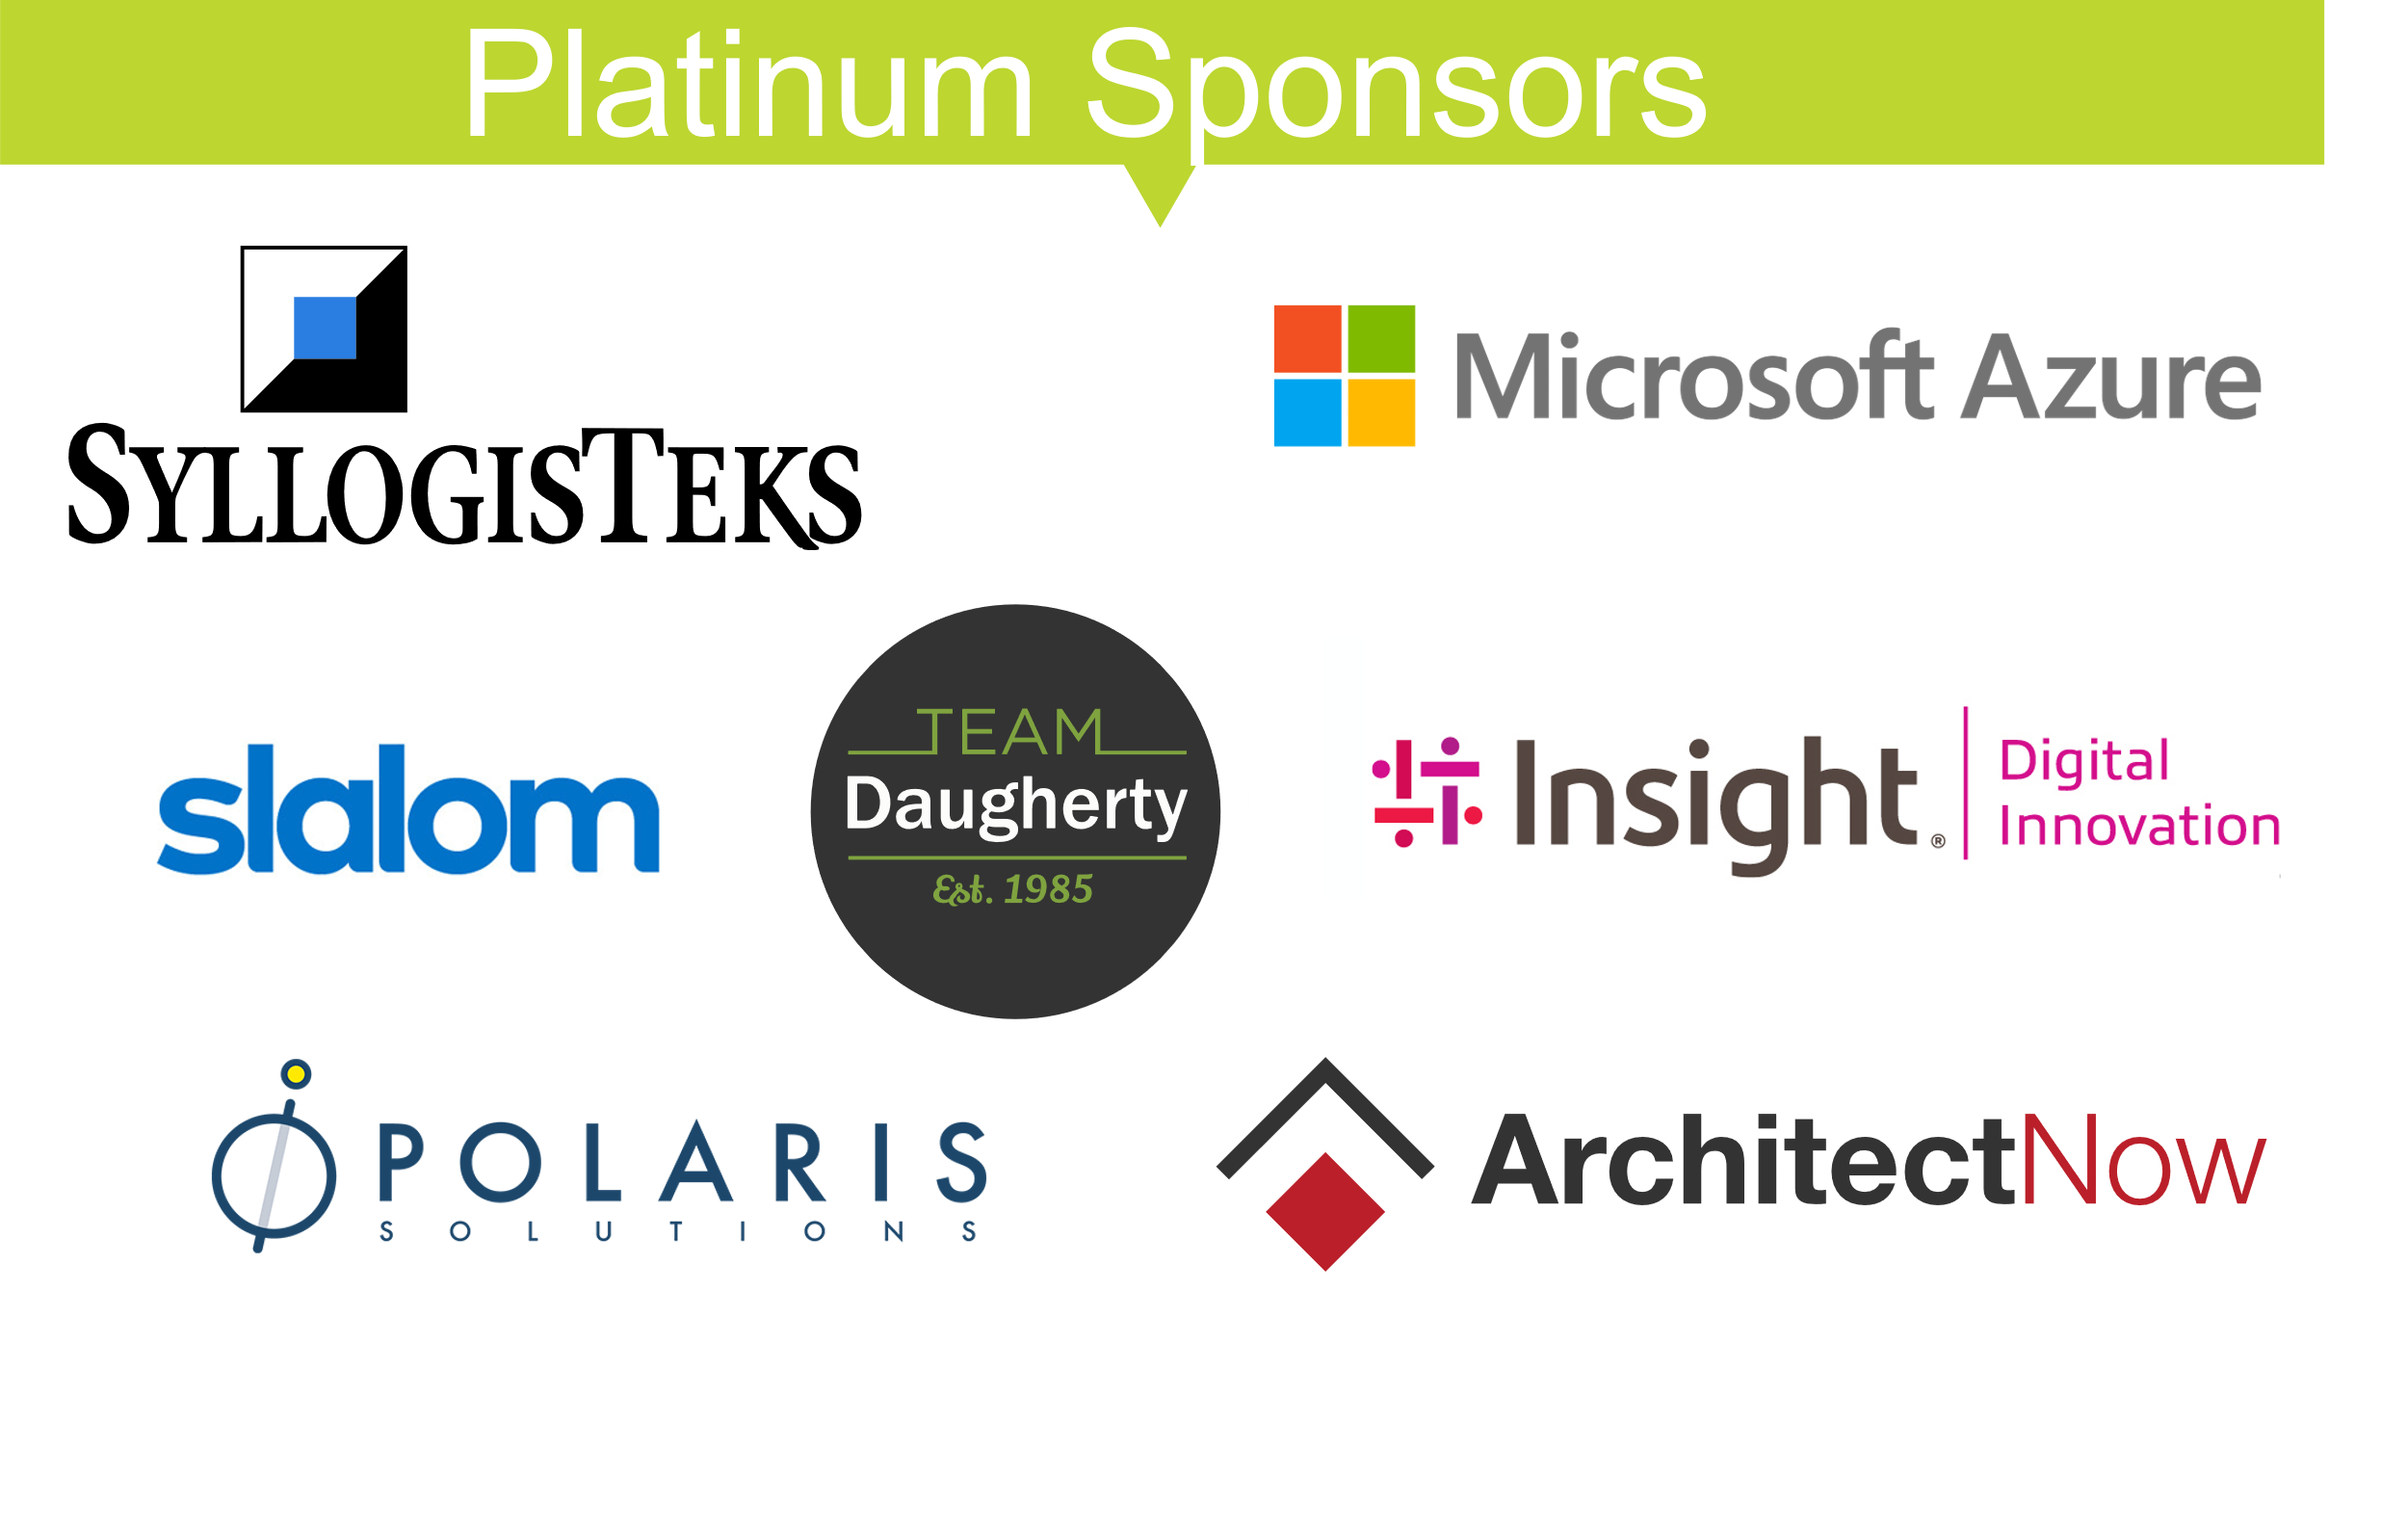 Platinum Sponsors
SYLLOGISTEKS
Microsoft Azure
slalom
TEAM
Daugherty
Est. 1985
Insight®
Digital
Innovation
POLARIS
SOLUTIONS
ArchitectNow